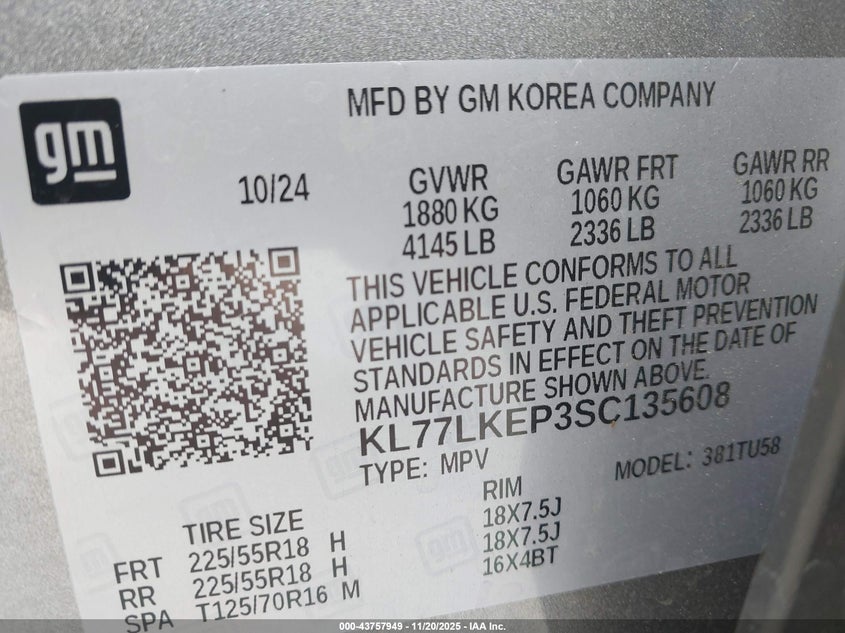 gm
MFD BY GM KOREA COMPANY
10/24
GVWR
1880 KG
4145 LB
GAWR FRT
1060 KG
2336 LB
GAWR RR
1060 KG
2336 LB
THIS VEHICLE CONFORMS TO ALL
APPLICABLE U.S. FEDERAL MOTOR
VEHICLE SAFETY AND THEFT PREVENTION
STANDARDS IN EFFECT ON THE DATE OF
MANUFACTURE SHOWN ABOVE.
KL77LKEP3SC135608
TYPE: MPV
MODEL: 381TU58
TIRE SIZE
RIM
FRT 225/55R18 H 18X7.5J
RR 225/55R18 H 18X7.5J
SPA T125/70R16 M 16X4BT
000-43757949 - 11/20/2025 - IAA Inc.